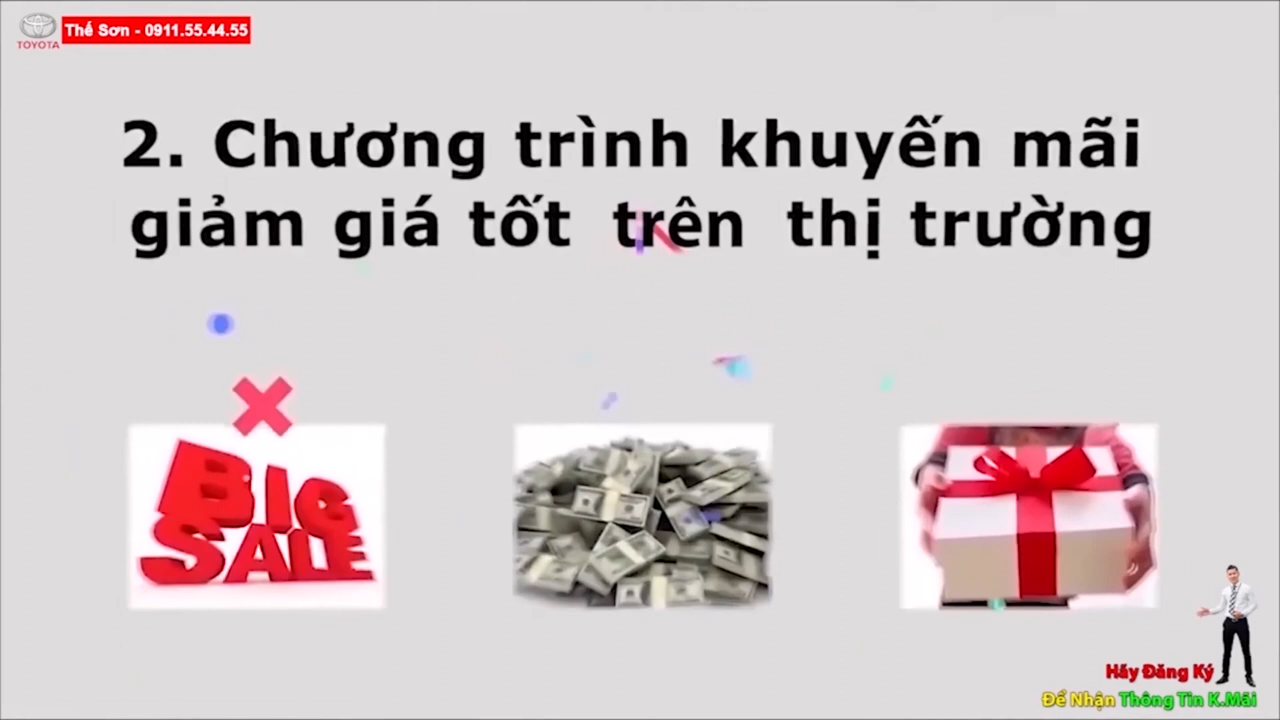 TOYOTA
Thế Sơn - 0911.55.44.55
2. Chương trình khuyến mãi
giảm giá tốt trên thị trường
BIG
SALE
Hãy Đăng Ký
Để Nhận Thông Tin K.Mãi